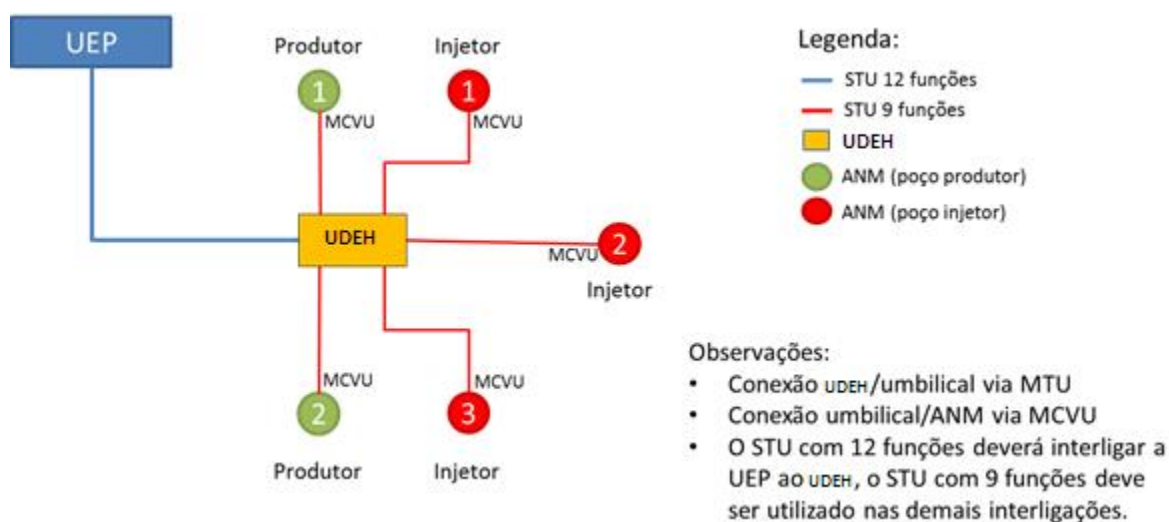 UEP
Produtor
Injetor
1
1
MCVU
MCVU
UDEH
2
MCVU
Injetor
MCVU
MCVU
2
3
Produtor
Injetor
Legenda:
STU 12 funções
STU 9 funções
UDEH
ANM (poço produtor)
ANM (poço injetor)
Observações:
• Conexão UDEH/umbilical via MTU
• Conexão umbilical/ANM via MCVU
• O STU com 12 funções deverá interligar a
UEP ao UDEH, o STU com 9 funções deve
ser utilizado nas demais interligações.